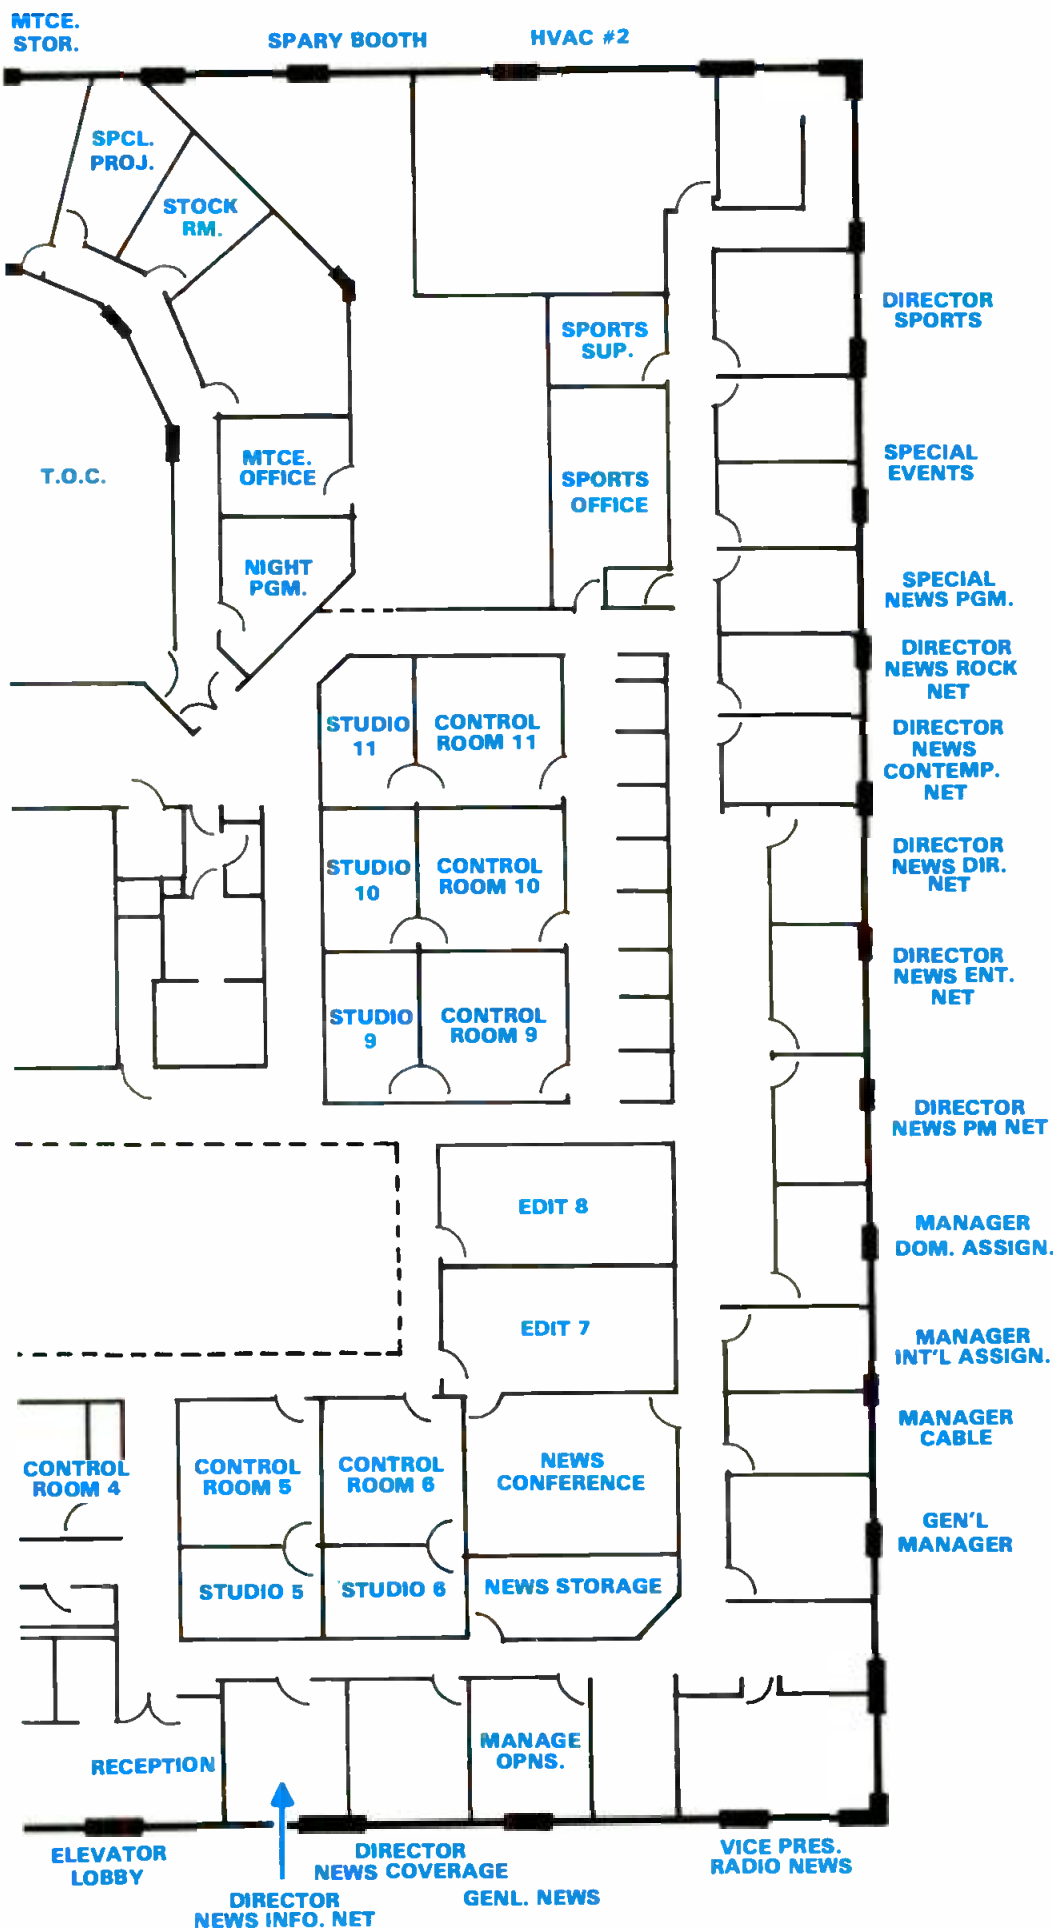 MTCE.
STOR.
SPARY BOOTH
HVAC #2
SPCL.
PROJ.
STOCK
RM.
DIRECTOR
SPORTS
SPORTS
SUP.
T.O.C.
MTCE.
OFFICE
SPORTS
OFFICE
SPECIAL
EVENTS
NIGHT
PGM.
SPECIAL
NEWS PGM.
DIRECTOR
NEWS ROCK
NET
STUDIO
11
CONTROL
ROOM 11
DIRECTOR
NEWS
CONTEMP.
NET
STUDIO
10
CONTROL
ROOM 10
DIRECTOR
NEWS DIR.
NET
DIRECTOR
NEWS ENT.
NET
STUDIO
9
CONTROL
ROOM 9
DIRECTOR
NEWS PM NET
EDIT 8
MANAGER
DOM. ASSIGN.
EDIT 7
MANAGER
INT'L ASSIGN.
MANAGER
CABLE
CONTROL
ROOM 4
CONTROL
ROOM 5
CONTROL
ROOM 6
NEWS
CONFERENCE
GEN'L
MANAGER
STUDIO 5
STUDIO 6
NEWS STORAGE
RECEPTION
MANAGE
OPNS.
ELEVATOR
LOBBY
DIRECTOR
NEWS COVERAGE
VICE PRES.
RADIO NEWS
DIRECTOR
NEWS INFO. NET
GENL. NEWS